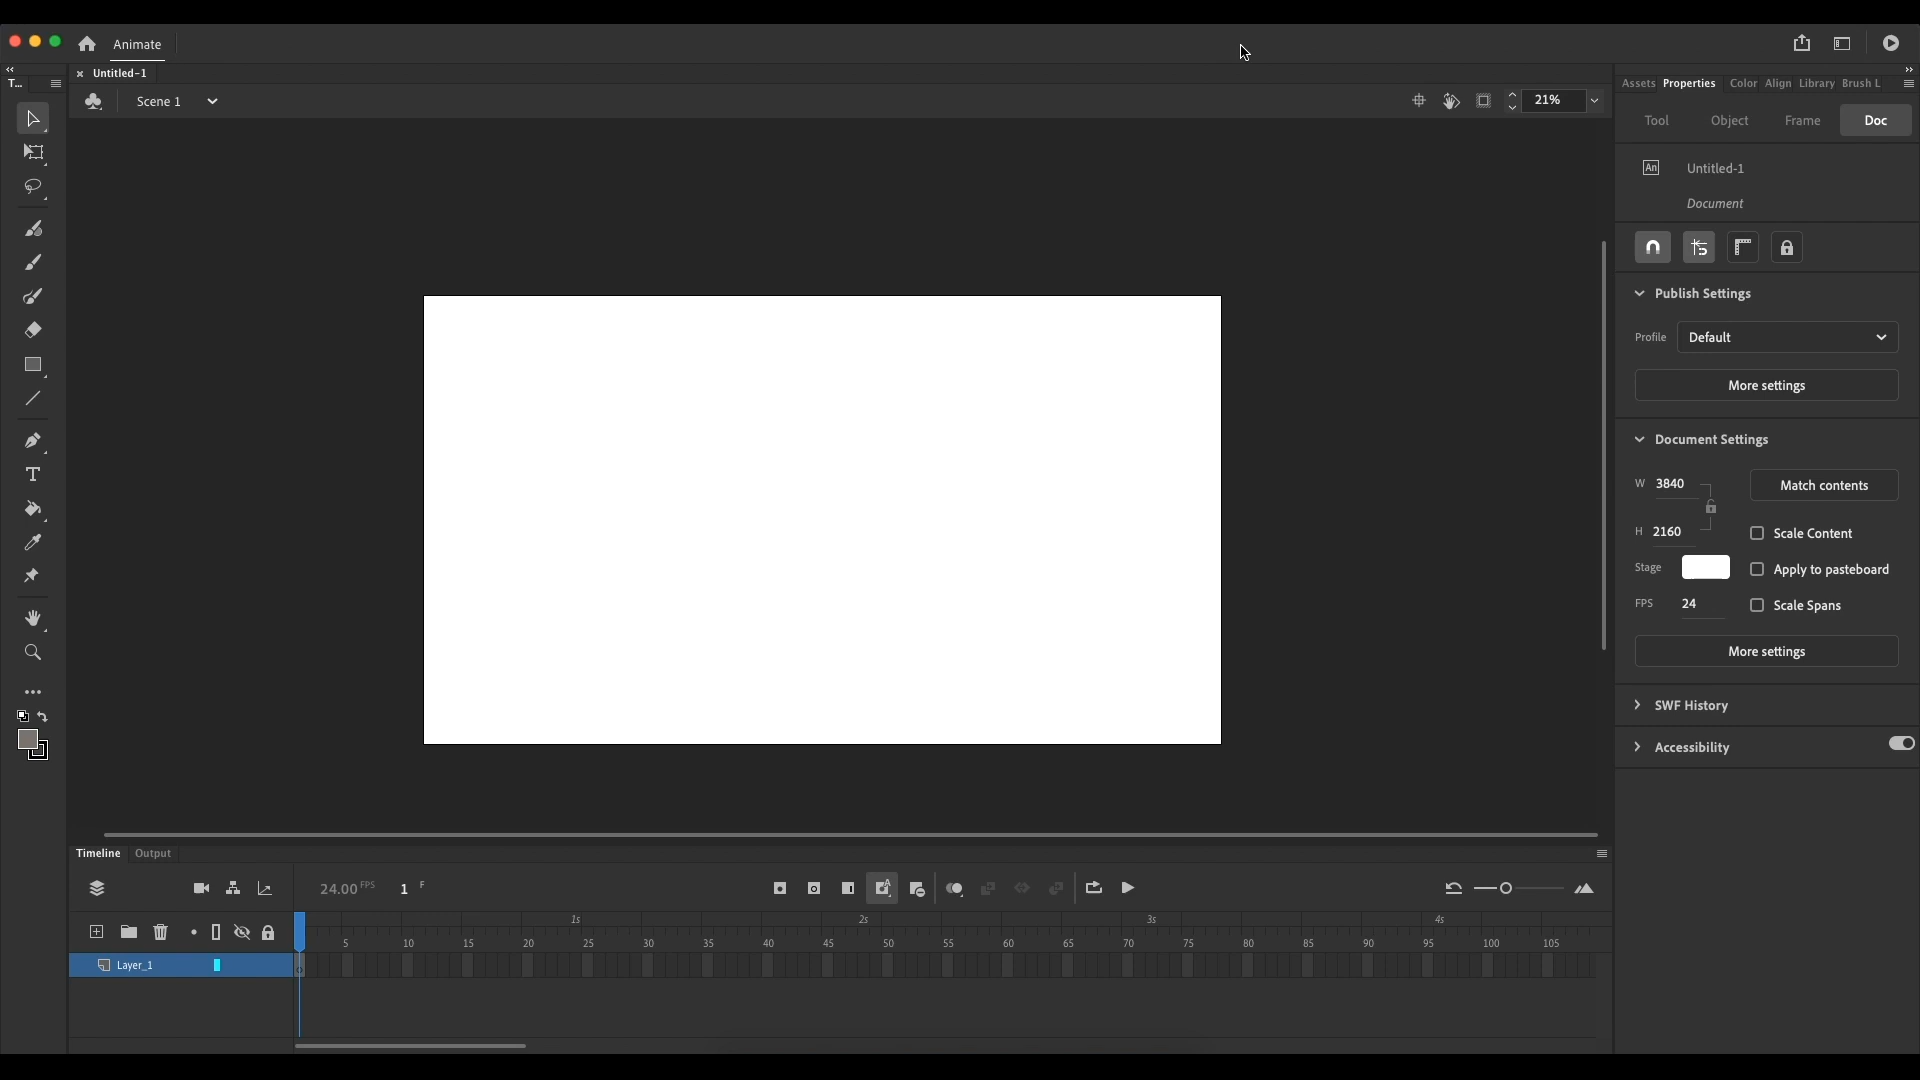 Animate
T...
Untitled-1
Scene 1
21%
Assets Properties Color Align Library Brush L
Tool Object Frame Doc
An Untitled-1
Document
Publish Settings
Profile Default
More settings
Document Settings
W 3840 Match contents
H 2160 Scale Content
Stage Apply to pasteboard
FPS 24 Scale Spans
More settings
SWF History
Accessibility
Timeline Output
24.00 FPS 1 F
1s 2s 3s 4s
5 10 15 20 25 30 35 40 45 50 55 60 65 70 75 80 85 90 95 100 105
Layer_1